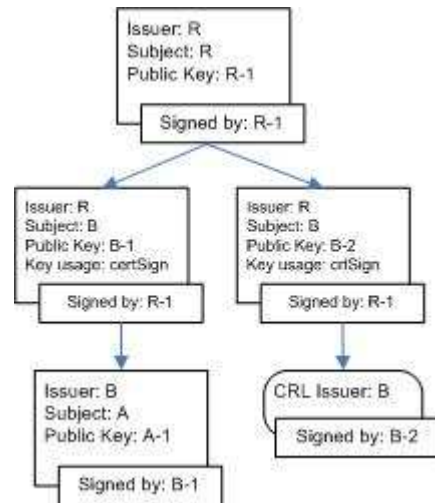 Issuer: R
Subject: R
Public Key: R-1
Signed by: R-1
Issuer: R
Subject: B
Public Key: B-1
Key usage: certSign
Signed by: R-1
Issuer: R
Subject: B
Public Key: B-2
Key usage: crlSign
Signed by: R-1
Issuer: B
Subject: A
Public Key: A-1
Signed by: B-1
CRL Issuer: B
Signed by: B-2